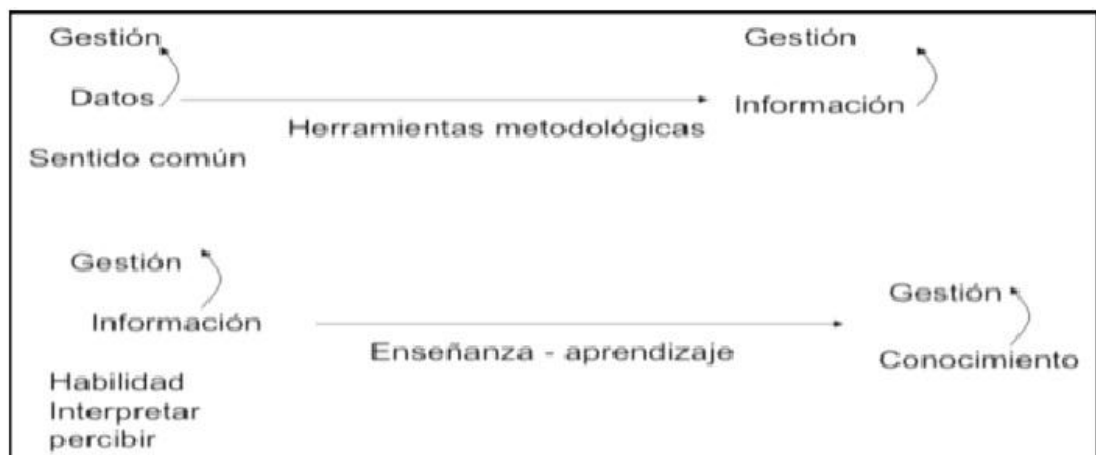 Gestión
Datos
Herramientas metodológicas
Sentido común
Gestión
Información
Gestión
Información
Enseñanza - aprendizaje
Habilidad
Interpretar
percibir
Gestión
Conocimiento